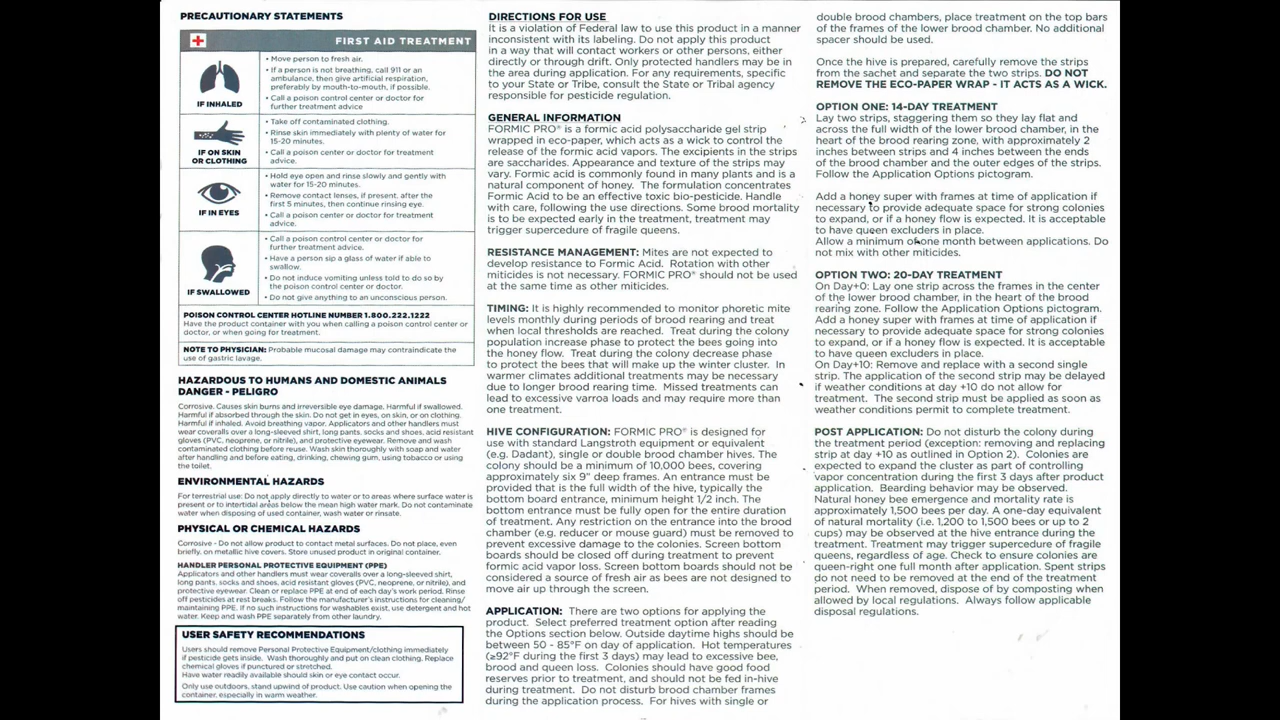 PRECAUTIONARY STATEMENTS
FIRST AID TREATMENT
IF INHALED
• Move person to fresh air.
• If a person is not breathing, call 911 or an
ambulance, then give artificial respiration,
preferably by mouth-to-mouth, if possible.
• Call a poison control center or doctor for
further treatment advice
IF ON SKIN
OR CLOTHING
• Take off contaminated clothing.
• Rinse skin immediately with plenty of water for
15-20 minutes.
• Call a poison control center or doctor for treatment
advice.
IF IN EYES
• Hold eye open and rinse slowly and gently with
water for 15-20 minutes.
• Remove contact lenses, if present, after the
first 5 minutes, then continue rinsing eye.
• Call a poison control center or doctor for treatment
advice.
IF SWALLOWED
• Call a poison control center or doctor for
further treatment advice.
• Have a person sip a glass of water if able to
swallow.
• Do not induce vomiting unless told to do so by
the poison control center or doctor.
• Do not give anything to an unconscious person.
POISON CONTROL CENTER HOTLINE NUMBER 1.800.222.1222
Have the product container with you when calling a poison control center or
doctor, or when going for treatment.
NOTE TO PHYSICIAN: Probable mucosal damage may contraindicate the
use of gastric lavage.
HAZARDOUS TO HUMANS AND DOMESTIC ANIMALS
DANGER - PELIGRO
Corrosive. Causes skin burns and irreversible eye damage. Harmful if swallowed.
Harmful if absorbed through the skin. Do not get in eyes, on skin, or on clothing.
Harmful if inhaled. Avoid breathing vapor. Applicators and other handlers must
wear coveralls over a long-sleeved shirt, long pants, socks and shoes, acid resistant
gloves (PVC, neoprene, or nitrile), and protective eyewear. Remove and wash
contaminated clothing before reuse. Wash skin thoroughly with soap and water
after handling and before eating, drinking, chewing gum, using tobacco or using
the toilet.
ENVIRONMENTAL HAZARDS
For terrestrial use: Do not apply directly to water or to areas where surface water is
present or to intertidal areas below the mean high water mark. Do not contaminate
water when disposing of used container, wash water or rinsate.
PHYSICAL OR CHEMICAL HAZARDS
Corrosive - Do not allow product to contact metal surfaces. Do not place, even
briefly, on metallic hive covers. Store unused product in original container.
HANDLER PERSONAL PROTECTIVE EQUIPMENT (PPE)
Applicators and other handlers must wear coveralls over a long-sleeved shirt,
long pants, socks and shoes, acid resistant gloves (PVC, neoprene, or nitrile), and
protective eyewear. Clean or replace PPE at end of each day's work period. Rinse
off pesticides at rest breaks. Follow the manufacturer's instructions for cleaning/
maintaining PPE. If no such instructions for washables exist, use detergent and hot
water. Keep and wash PPE separately from other laundry.
USER SAFETY RECOMMENDATIONS
Users should remove Personal Protective Equipment/clothing immediately
if pesticide gets inside. Wash thoroughly and put on clean clothing. Replace
chemical gloves if punctured or stretched.
Have water readily available should skin or eye contact occur.
Only use outdoors, stand upwind of product. Use caution when opening the
container, especially in warm weather.
DIRECTIONS FOR USE
It is a violation of Federal law to use this product in a manner
inconsistent with its labeling. Do not apply this product
in a way that will contact workers or other persons, either
directly or through drift. Only protected handlers may be in
the area during application. For any requirements, specific
to your State or Tribe, consult the State or Tribal agency
responsible for pesticide regulation.
GENERAL INFORMATION
FORMIC PRO® is a formic acid polysaccharide gel strip
wrapped in eco-paper, which acts as a wick to control the
release of the formic acid vapors. The excipients in the strips
are saccharides. Appearance and texture of the strips may
vary. Formic acid is commonly found in many plants and is a
natural component of honey. The formulation concentrates
Formic Acid to be an effective toxic bio-pesticide. Handle
with care, following the use directions. Some brood mortality
is to be expected early in the treatment, treatment may
trigger supercedure of fragile queens.
RESISTANCE MANAGEMENT: Mites are not expected to
develop resistance to Formic Acid. Rotation with other
miticides is not necessary. FORMIC PRO® should not be used
at the same time as other miticides.
TIMING: It is highly recommended to monitor phoretic mite
levels monthly during periods of brood rearing and treat
when local thresholds are reached. Treat during the colony
population increase phase to protect the bees going into
the honey flow. Treat during the colony decrease phase
to protect the bees that will make up the winter cluster. In
warmer climates additional treatments may be necessary
due to longer brood rearing time. Missed treatments can
lead to excessive varroa loads and may require more than
one treatment.
HIVE CONFIGURATION: FORMIC PRO® is designed for
use with standard Langstroth equipment or equivalent
(e.g. Dadant), single or double brood chamber hives. The
colony should be a minimum of 10,000 bees, covering
approximately six 9" deep frames. An entrance must be
provided that is the full width of the hive, typically the
bottom board entrance, minimum height 1/2 inch. The
bottom entrance must be fully open for the entire duration
of treatment. Any restriction on the entrance into the brood
chamber (e.g. reducer or mouse guard) must be removed to
prevent excessive damage to the colonies. Screen bottom
boards should be closed off during treatment to prevent
formic acid vapor loss. Screen bottom boards should not be
considered a source of fresh air as bees are not designed to
move air up through the screen.
APPLICATION: There are two options for applying the
product. Select preferred treatment option after reading
the Options section below. Outside daytime highs should be
between 50 - 85°F on day of application. Hot temperatures
(≥92°F during the first 3 days) may lead to excessive bee,
brood and queen loss. Colonies should have good food
reserves prior to treatment, and should not be fed in-hive
during treatment. Do not disturb brood chamber frames
during the application process. For hives with single or
double brood chambers, place treatment on the top bars
of the frames of the lower brood chamber. No additional
spacer should be used.
Once the hive is prepared, carefully remove the strips
from the sachet and separate the two strips. DO NOT
REMOVE THE ECO-PAPER WRAP - IT ACTS AS A WICK.
OPTION ONE: 14-DAY TREATMENT
Lay two strips, staggering them so they lay flat and
across the full width of the lower brood chamber, in the
heart of the brood rearing zone, with approximately 2
inches between strips and 4 inches between the ends
of the brood chamber and the outer edges of the strips.
Follow the Application Options pictogram.
Add a honey super with frames at time of application if
necessary to provide adequate space for strong colonies
to expand, or if a honey flow is expected. It is acceptable
to have queen excluders in place.
Allow a minimum of one month between applications. Do
not mix with other miticides.
OPTION TWO: 20-DAY TREATMENT
On Day+0: Lay one strip across the frames in the center
of the lower brood chamber, in the heart of the brood
rearing zone. Follow the Application Options pictogram.
Add a honey super with frames at time of application if
necessary to provide adequate space for strong colonies
to expand, or if a honey flow is expected. It is acceptable
to have queen excluders in place.
On Day+10: Remove and replace with a second single
strip. The application of the second strip may be delayed
if weather conditions at day +10 do not allow for
treatment. The second strip must be applied as soon as
weather conditions permit to complete treatment.
POST APPLICATION: Do not disturb the colony during
the treatment period (exception: removing and replacing
strip at day +10 as outlined in Option 2). Colonies are
expected to expand the cluster as part of controlling
vapor concentration during the first 3 days after product
application. Bearding behavior may be observed.
Natural honey bee emergence and mortality rate is
approximately 1,500 bees per day. A one-day equivalent
of natural mortality (i.e. 1,200 to 1,500 bees or up to 2
cups) may be observed at the hive entrance during the
treatment. Treatment may trigger supercedure of fragile
queens, regardless of age. Check to ensure colonies are
queen-right one full month after application. Spent strips
do not need to be removed at the end of the treatment
period. When removed, dispose of by composting when
allowed by local regulations. Always follow applicable
disposal regulations.